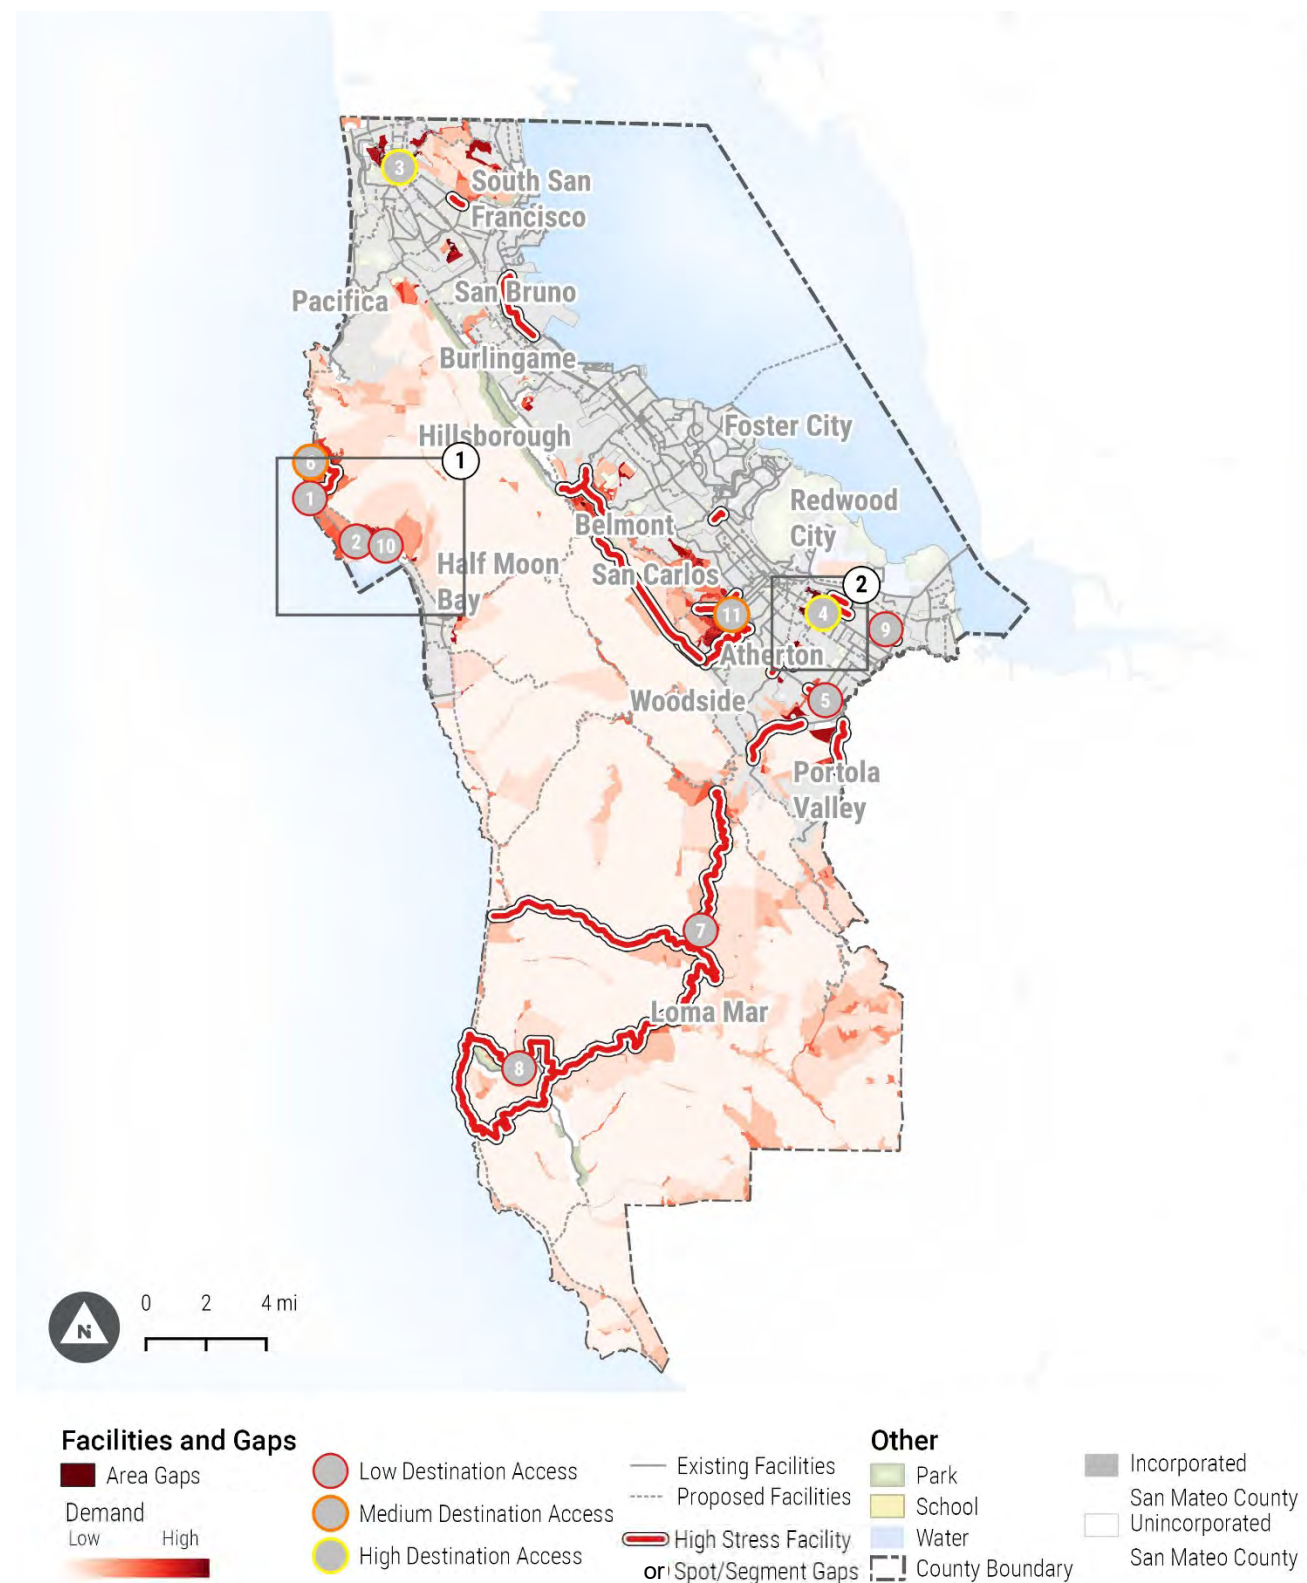 3
South San
Francisco
Pacifica
San Bruno
Burlingame
Foster City
Hillsborough
1
6
1
Redwood
City
Belmont
2
10
Half Moon
Bay
San Carlos
2
11
4
9
Atherton
Woodside
5
Portola
Valley
7
Loma Mar
8
0 2 4 mi
N
Facilities and Gaps
Area Gaps
Demand
Low High
Low Destination Access
Medium Destination Access
High Destination Access
Existing Facilities
Proposed Facilities
High Stress Facility
or Spot/Segment Gaps
Other
Park
School
Water
County Boundary
Incorporated
San Mateo County
Unincorporated
San Mateo County